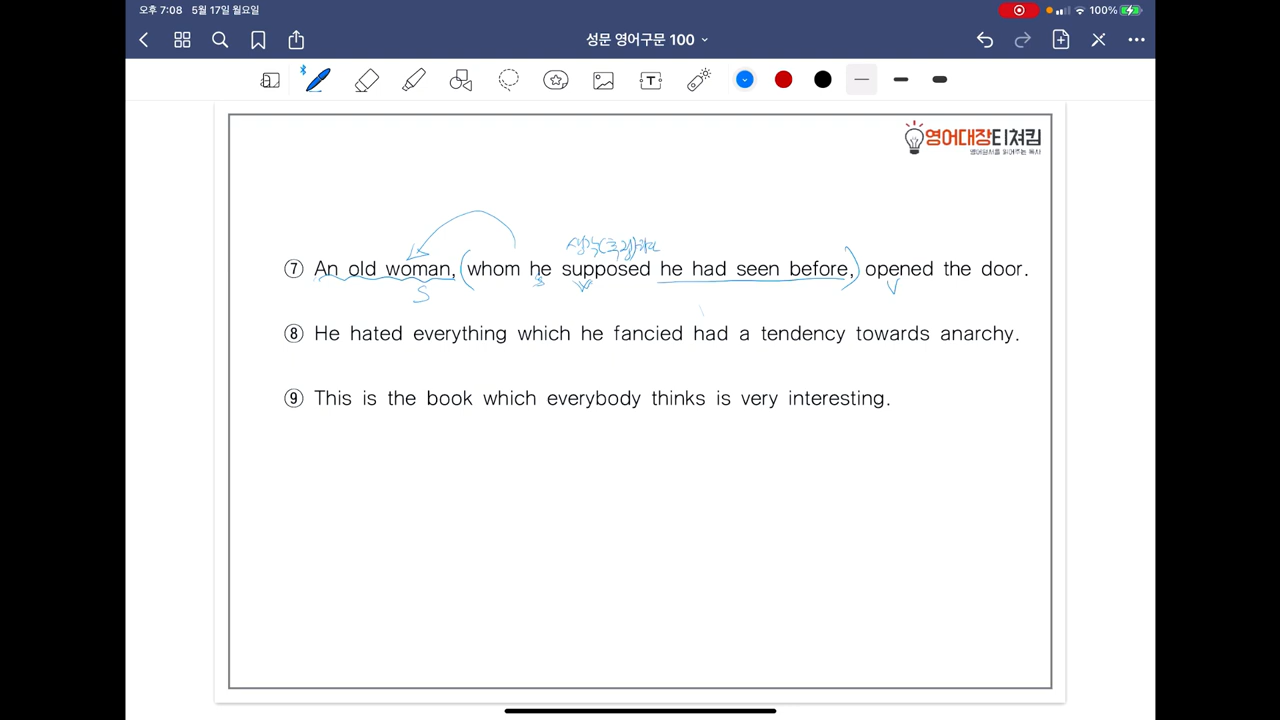 오후 7:08 5월 17일 월요일
100%
성문 영어구문 100
영어대장티쳐킴
T
생각(추정)하다
⑦ An old woman, (whom he supposed he had seen before,) opened the door.
S S V V
⑧ He hated everything which he fancied had a tendency towards anarchy.
⑨ This is the book which everybody thinks is very interesting.